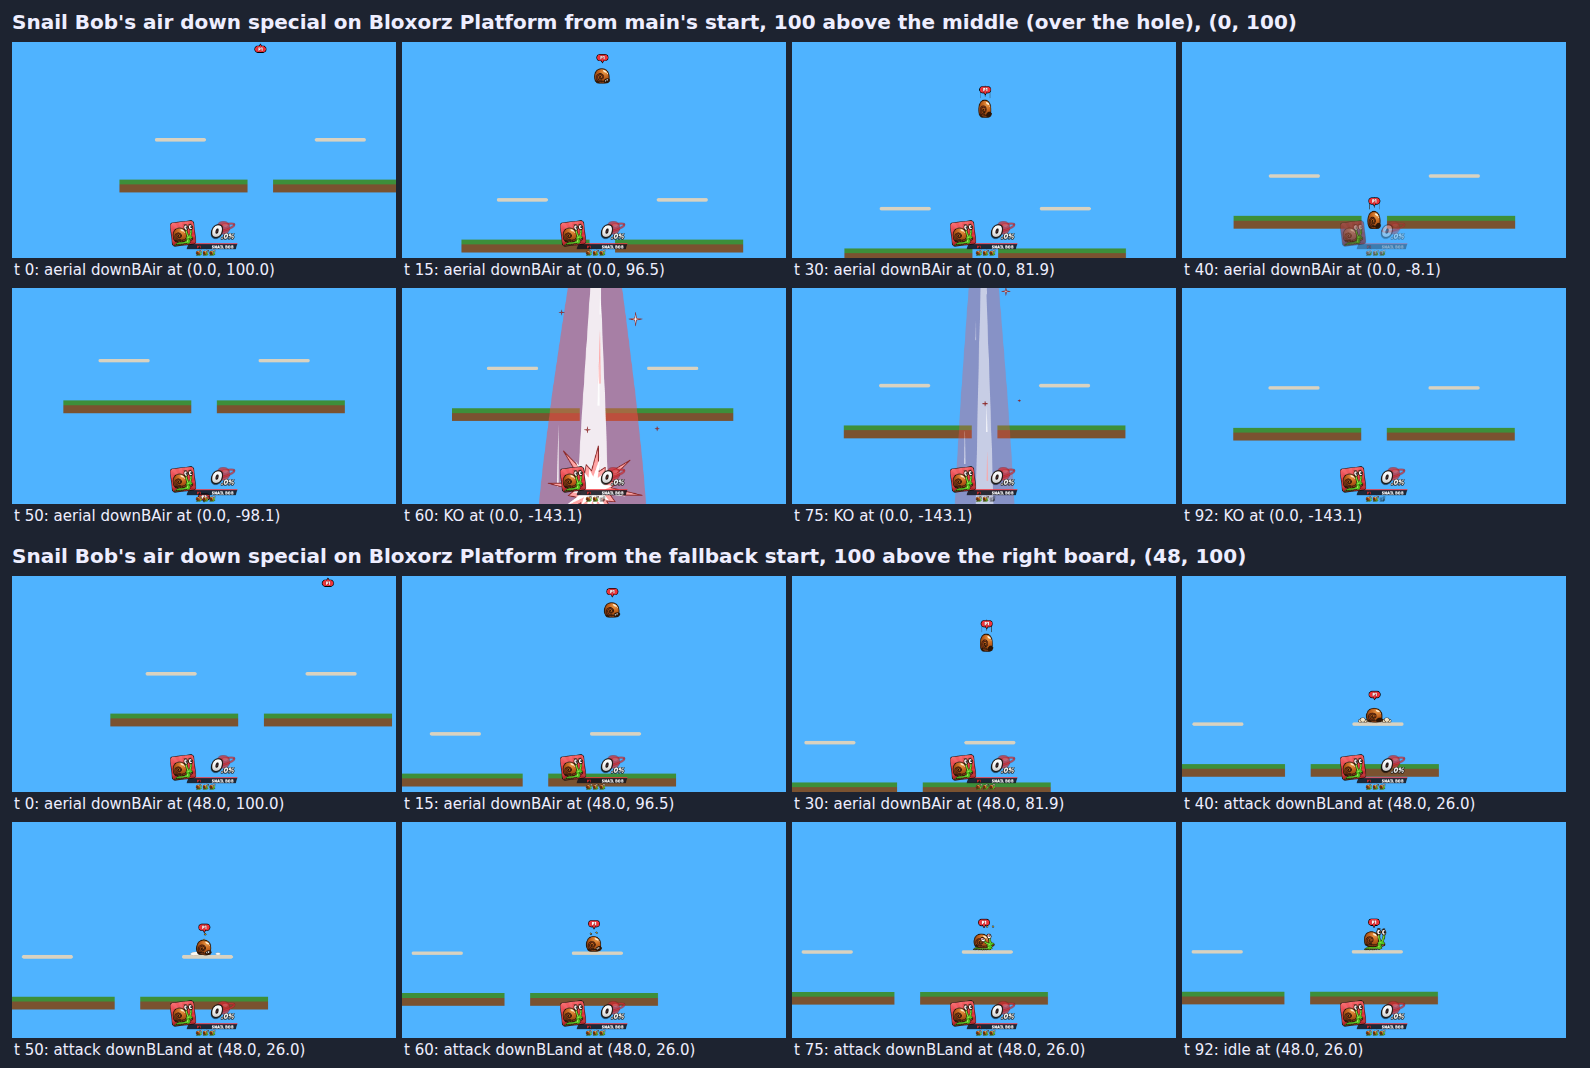 Snail Bob's air down special on Bloxorz Platform from main's start, 100 above the middle (over the hole), (0, 100)
t 0: aerial downBAir at (0.0, 100.0)
t 15: aerial downBAir at (0.0, 96.5)
t 30: aerial downBAir at (0.0, 81.9)
t 40: aerial downBAir at (0.0, -8.1)
t 50: aerial downBAir at (0.0, -98.1)
t 60: KO at (0.0, -143.1)
t 75: KO at (0.0, -143.1)
t 92: KO at (0.0, -143.1)
Snail Bob's air down special on Bloxorz Platform from the fallback start, 100 above the right board, (48, 100)
t 0: aerial downBAir at (48.0, 100.0)
t 15: aerial downBAir at (48.0, 96.5)
t 30: aerial downBAir at (48.0, 81.9)
t 40: attack downBLand at (48.0, 26.0)
t 50: attack downBLand at (48.0, 26.0)
t 60: attack downBLand at (48.0, 26.0)
t 75: attack downBLand at (48.0, 26.0)
t 92: idle at (48.0, 26.0)